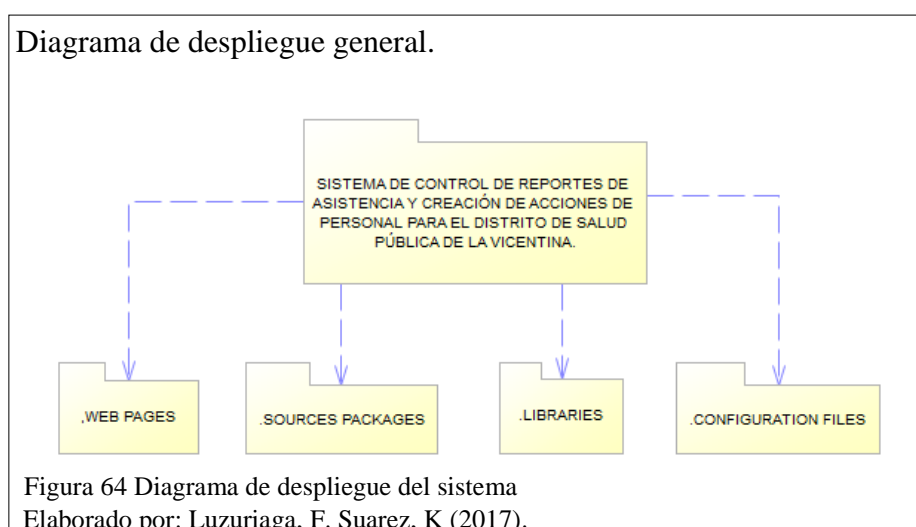 Diagrama de despliegue general.
SISTEMA DE CONTROL DE REPORTES DE
ASISTENCIA Y CREACIÓN DE ACCIONES DE
PERSONAL PARA EL DISTRITO DE SALUD
PÚBLICA DE LA VICENTINA.
,WEB PAGES
.SOURCES PACKAGES
.LIBRARIES
.CONFIGURATION FILES
Figura 64 Diagrama de despliegue del sistema
Elaborado por: Luzuriaga, F. Suarez, K (2017).